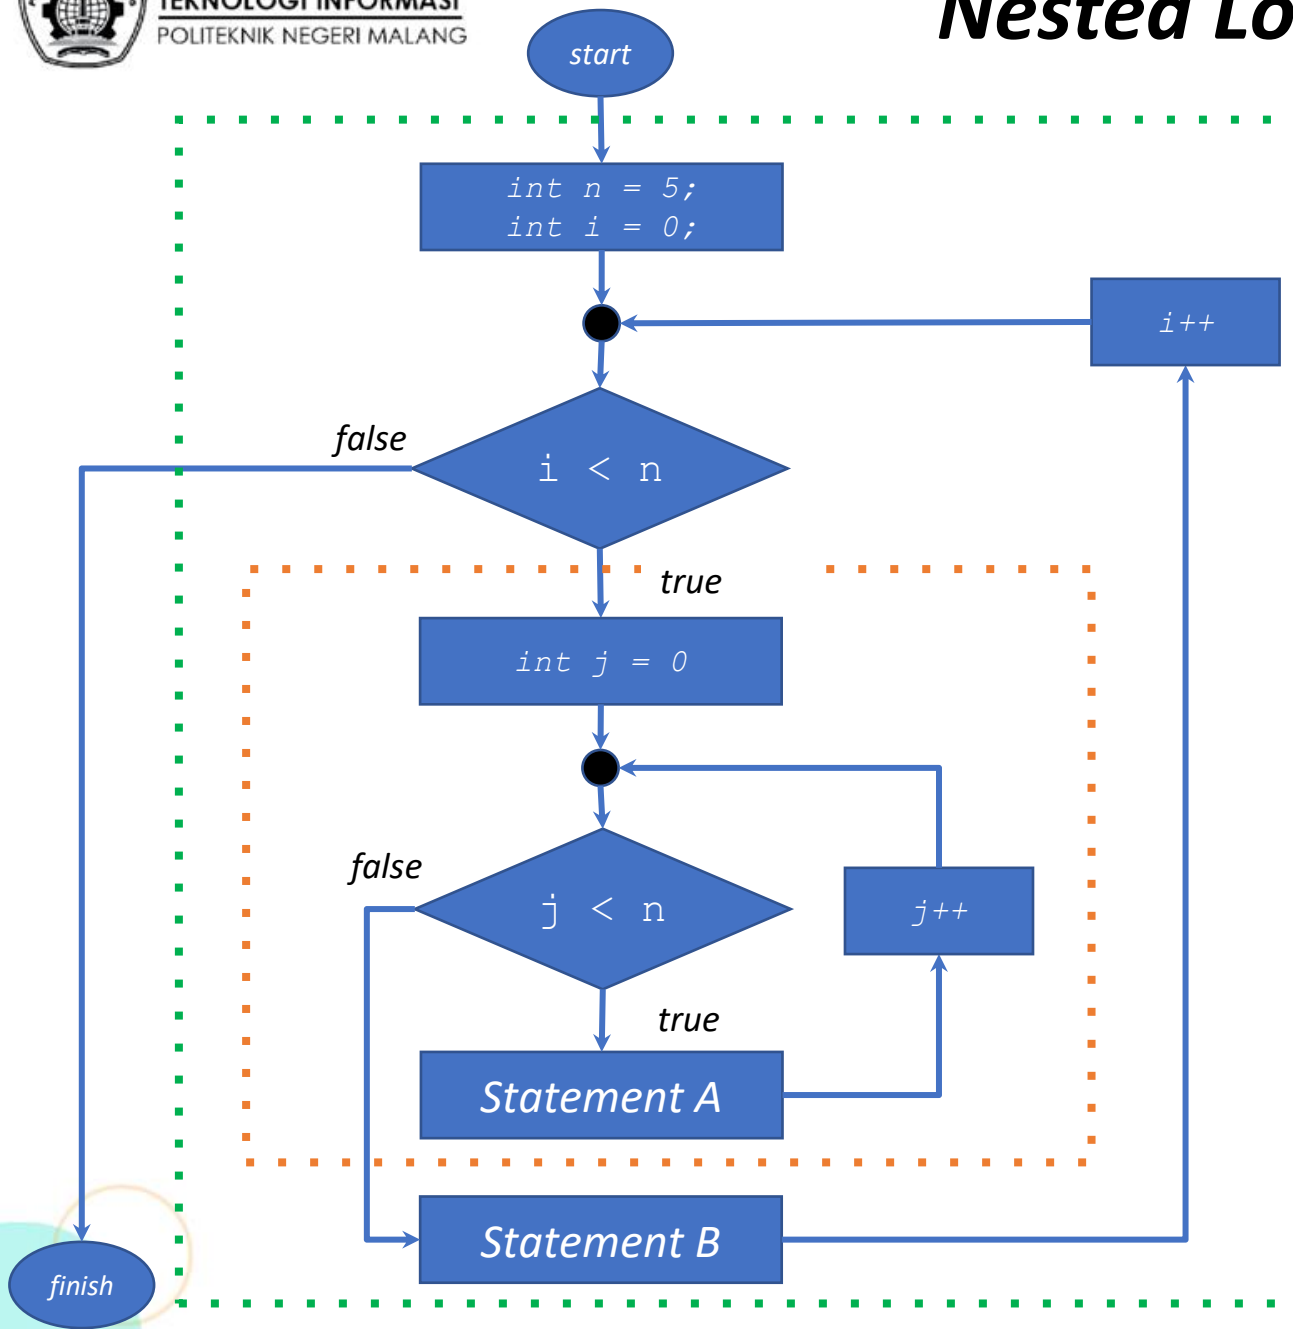 TEKNOLOGI INFORMASI
POLITEKNIK NEGERI MALANG
Nested Lo
start
int n = 5;
int i = 0;
i++
false
i < n
true
int j = 0
false
j < n
j++
true
Statement A
Statement B
finish